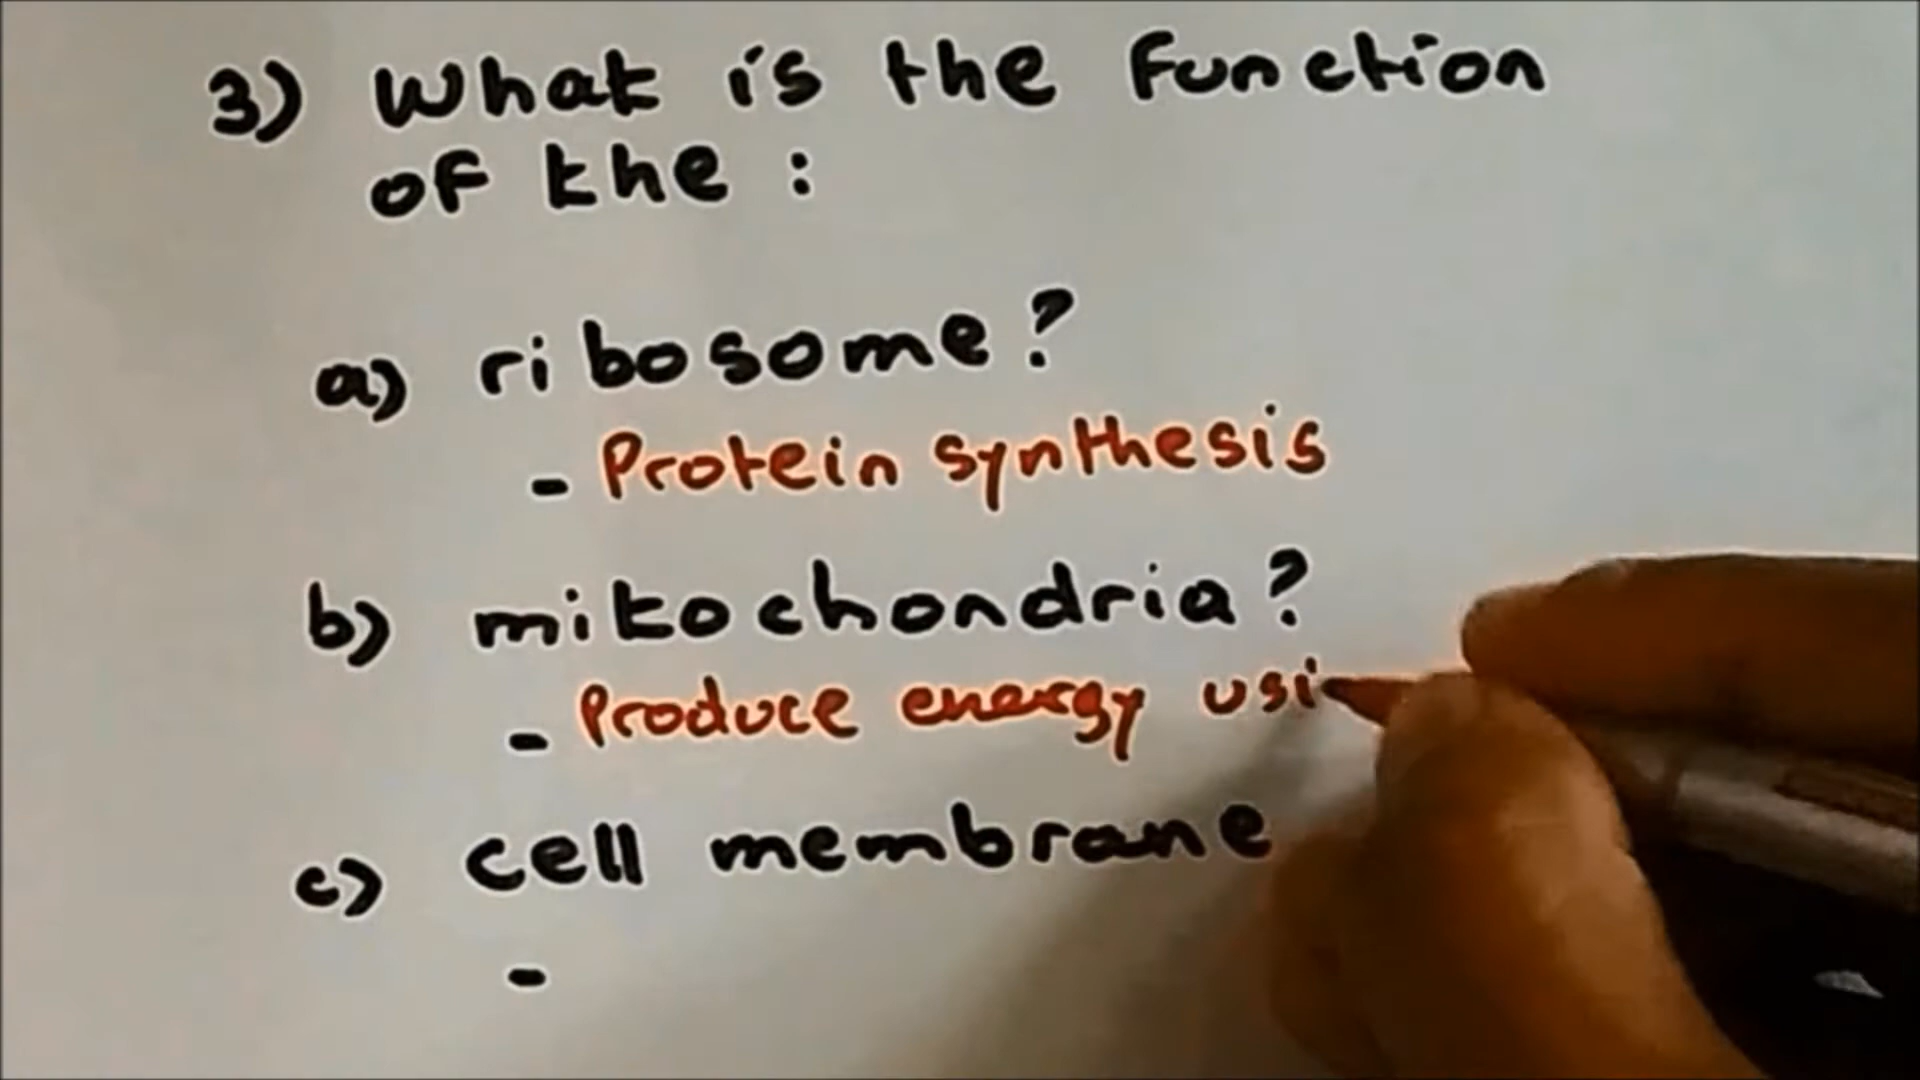 3) What is the function
of the :
a) ribosome?
- Protein synthesis
b) mitochondria?
- Produce energy usi
c) cell membrane
-